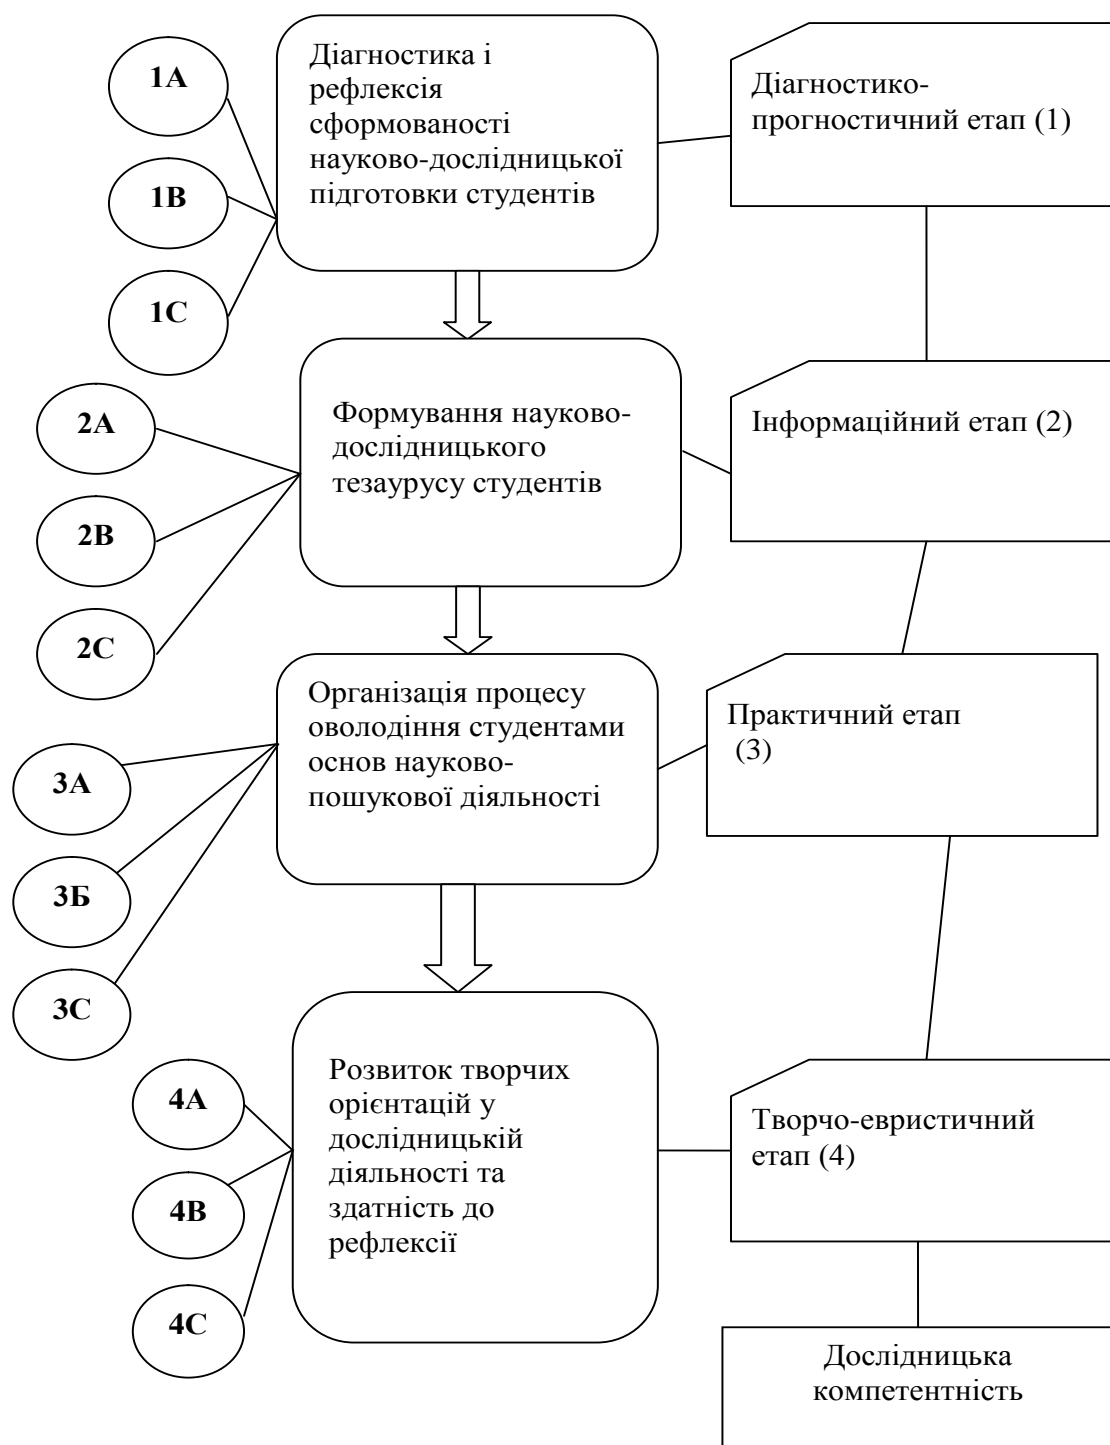 1А
1В
1С
Діагностика і
рефлексія
сформованості
науково-дослідницької
підготовки студентів
Діагностико-
прогностичний етап (1)
2А
2В
2С
Формування науково-
дослідницького
тезаурусу студентів
Інформаційний етап (2)
3А
3Б
3С
Організація процесу
оволодіння студентами
основ науково-
пошукової діяльності
Практичний етап
(3)
4А
4В
4С
Розвиток творчих
орієнтацій у
дослідницькій
діяльності та
здатність до
рефлексії
Творчо-евристичний
етап (4)
Дослідницька
компетентність